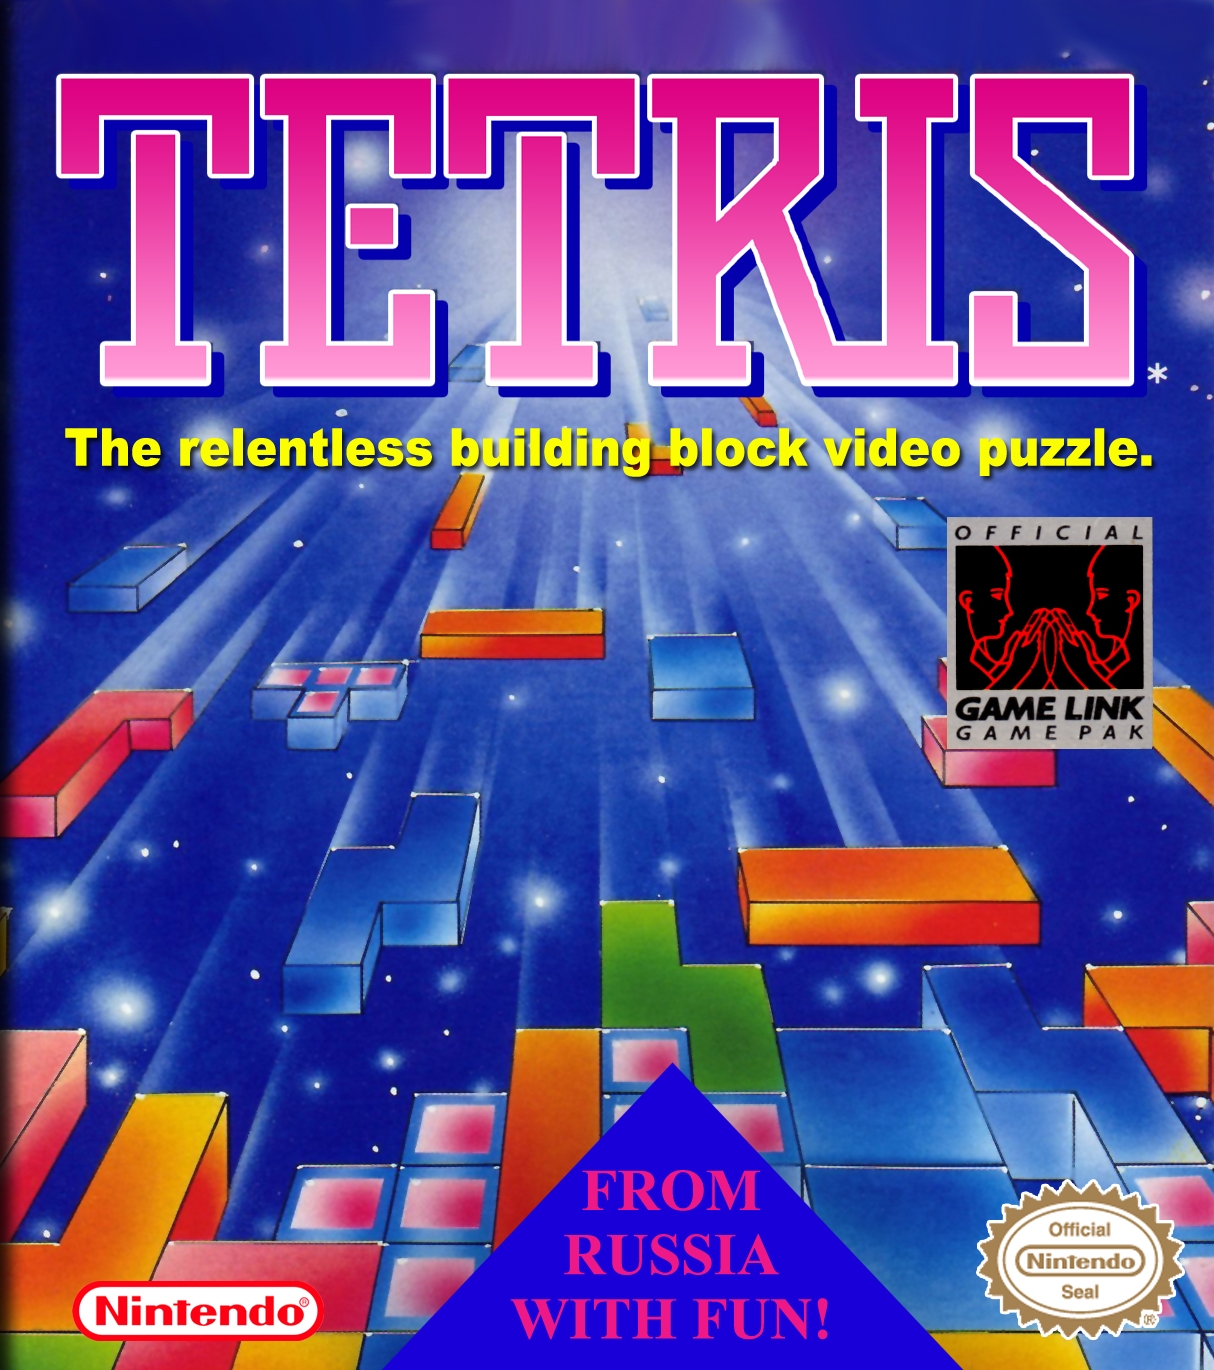 TETRIS*
The relentless building block video puzzle.
OFFICIAL
GAME LINK
GAME PAK
FROM
RUSSIA
WITH FUN!
Official
Nintendo
Seal
®
Nintendo®